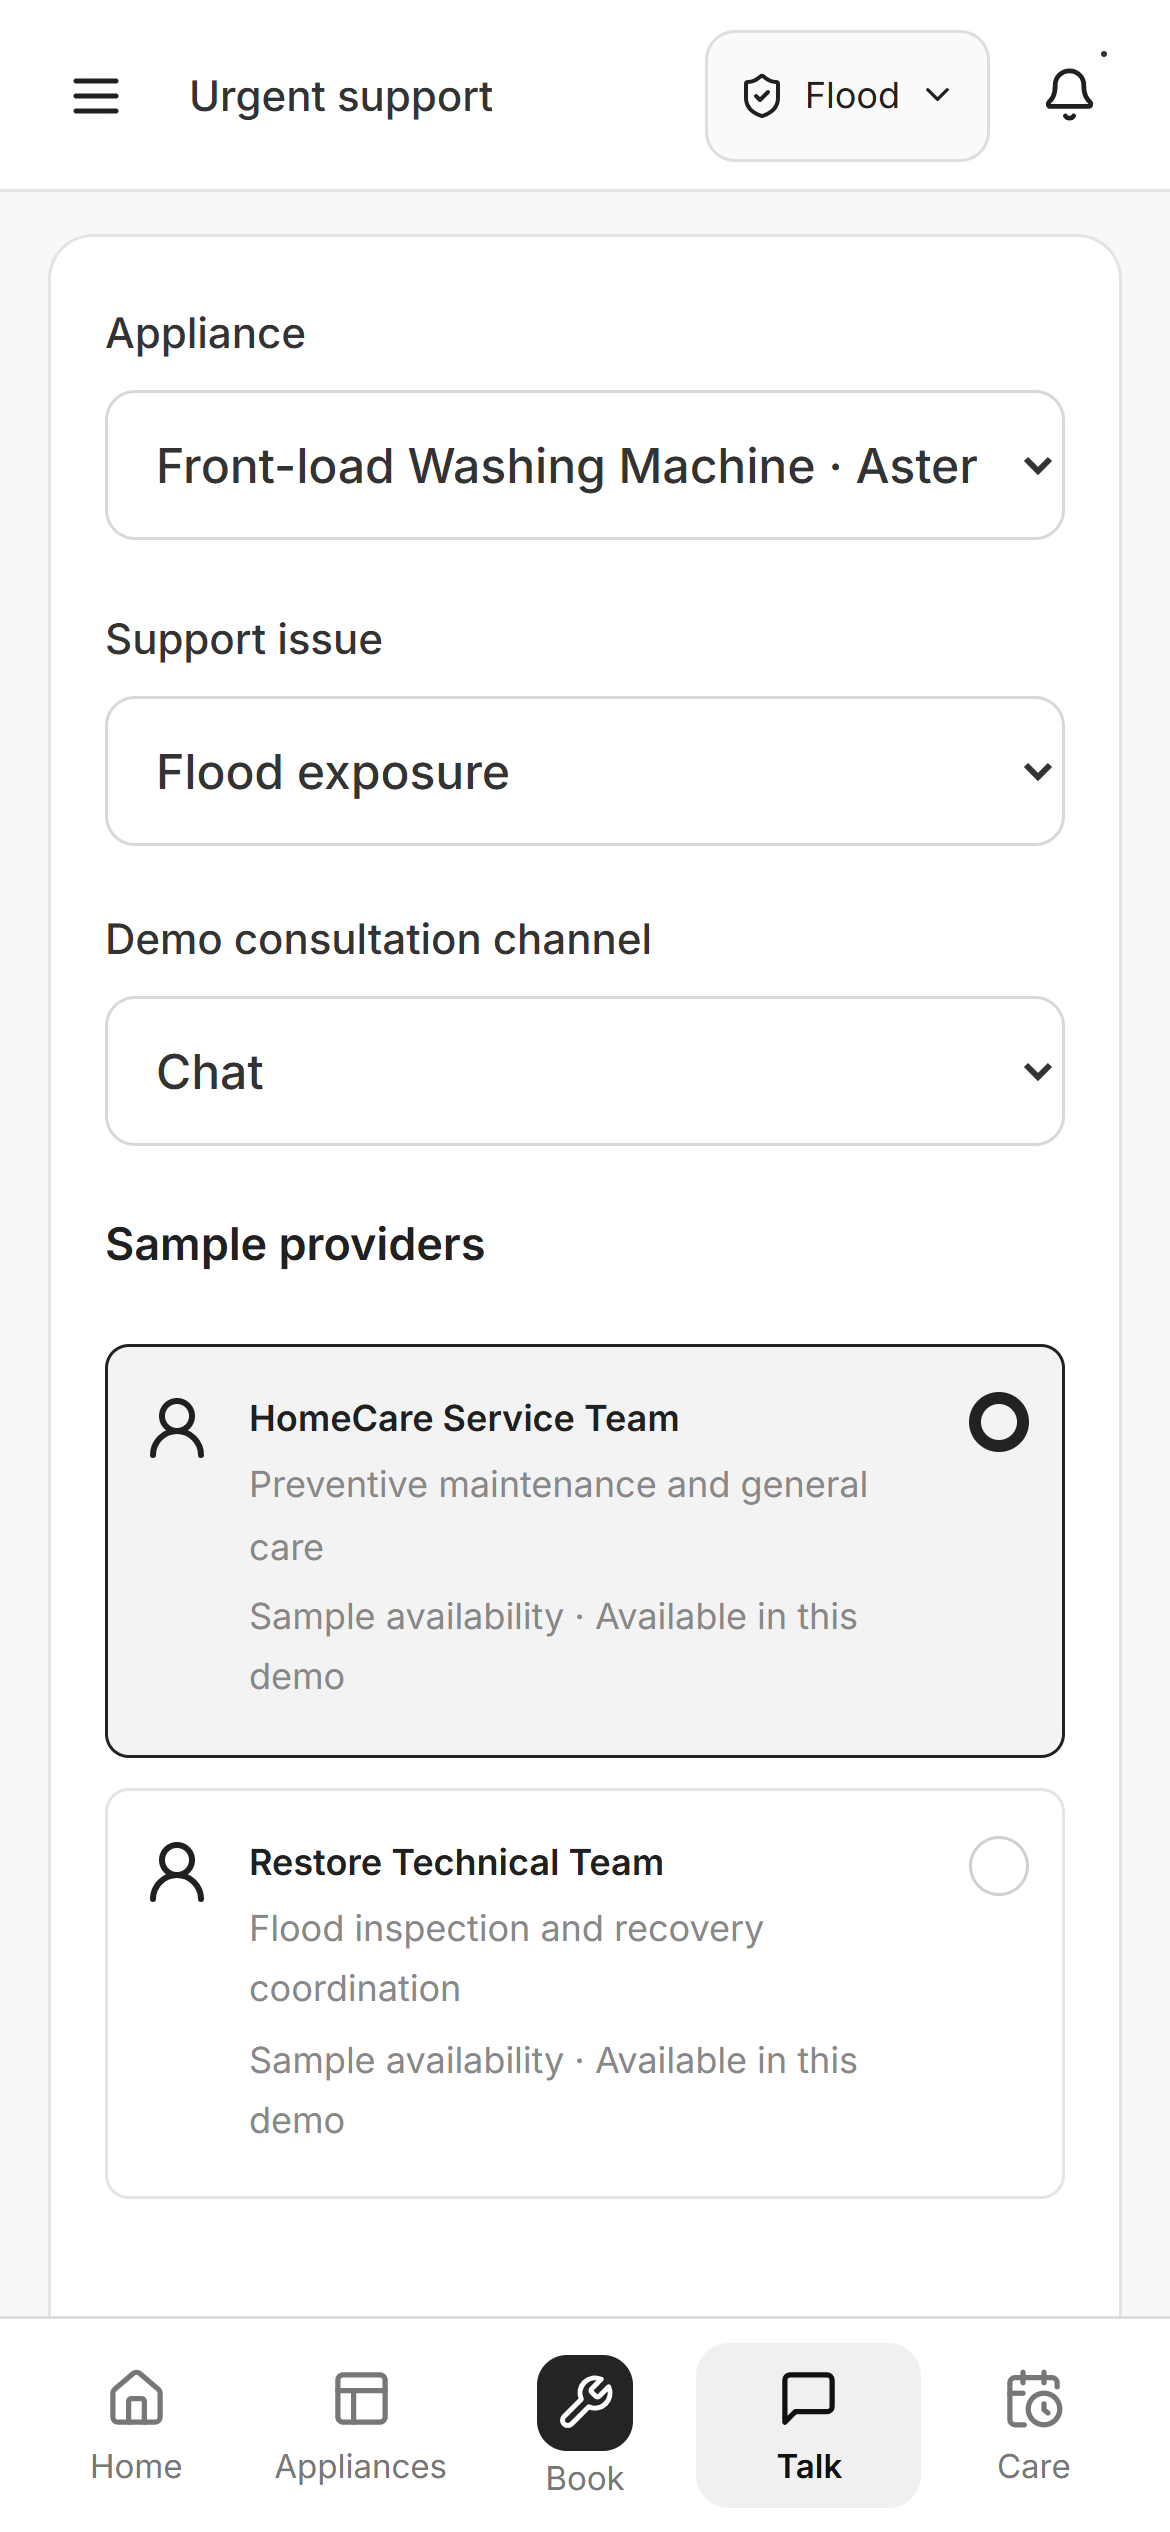 Urgent support
Flood
Appliance
Front-load Washing Machine · Aster
Support issue
Flood exposure
Demo consultation channel
Chat
Sample providers
HomeCare Service Team
Preventive maintenance and general
care
Sample availability · Available in this
demo
Restore Technical Team
Flood inspection and recovery
coordination
Sample availability · Available in this
demo
Home
Appliances
Book
Talk
Care